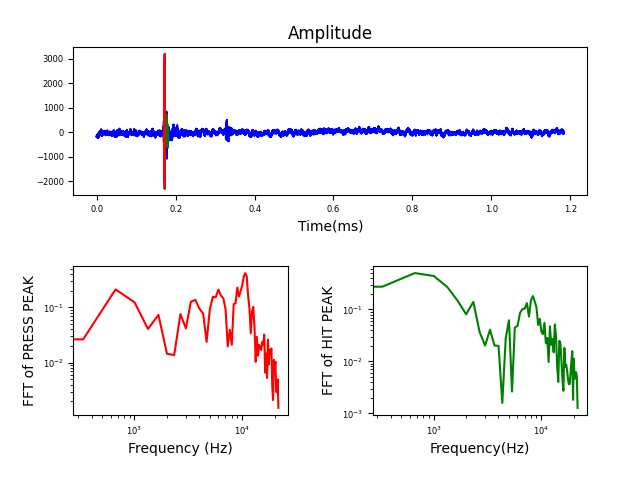 Amplitude
3000
2000
1000
0
−1000
−2000
0.0 0.2 0.4 0.6 0.8 1.0 1.2
Time(ms)
FFT of PRESS PEAK
10⁻¹
10⁻²
10³ 10⁴
Frequency (Hz)
FFT of HIT PEAK
10⁻¹
10⁻²
10⁻³
10³ 10⁴
Frequency(Hz)